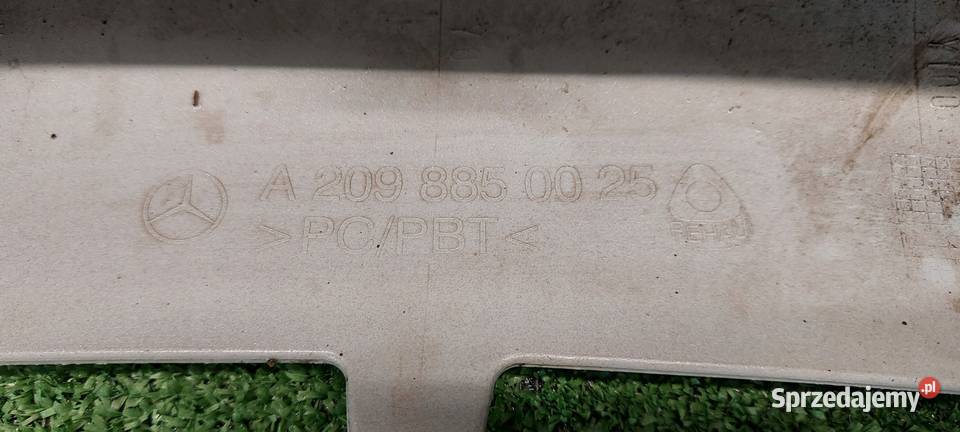 A 209 885 00 25
>PC/PBT<
REHAU
Sprzedajemy.pl